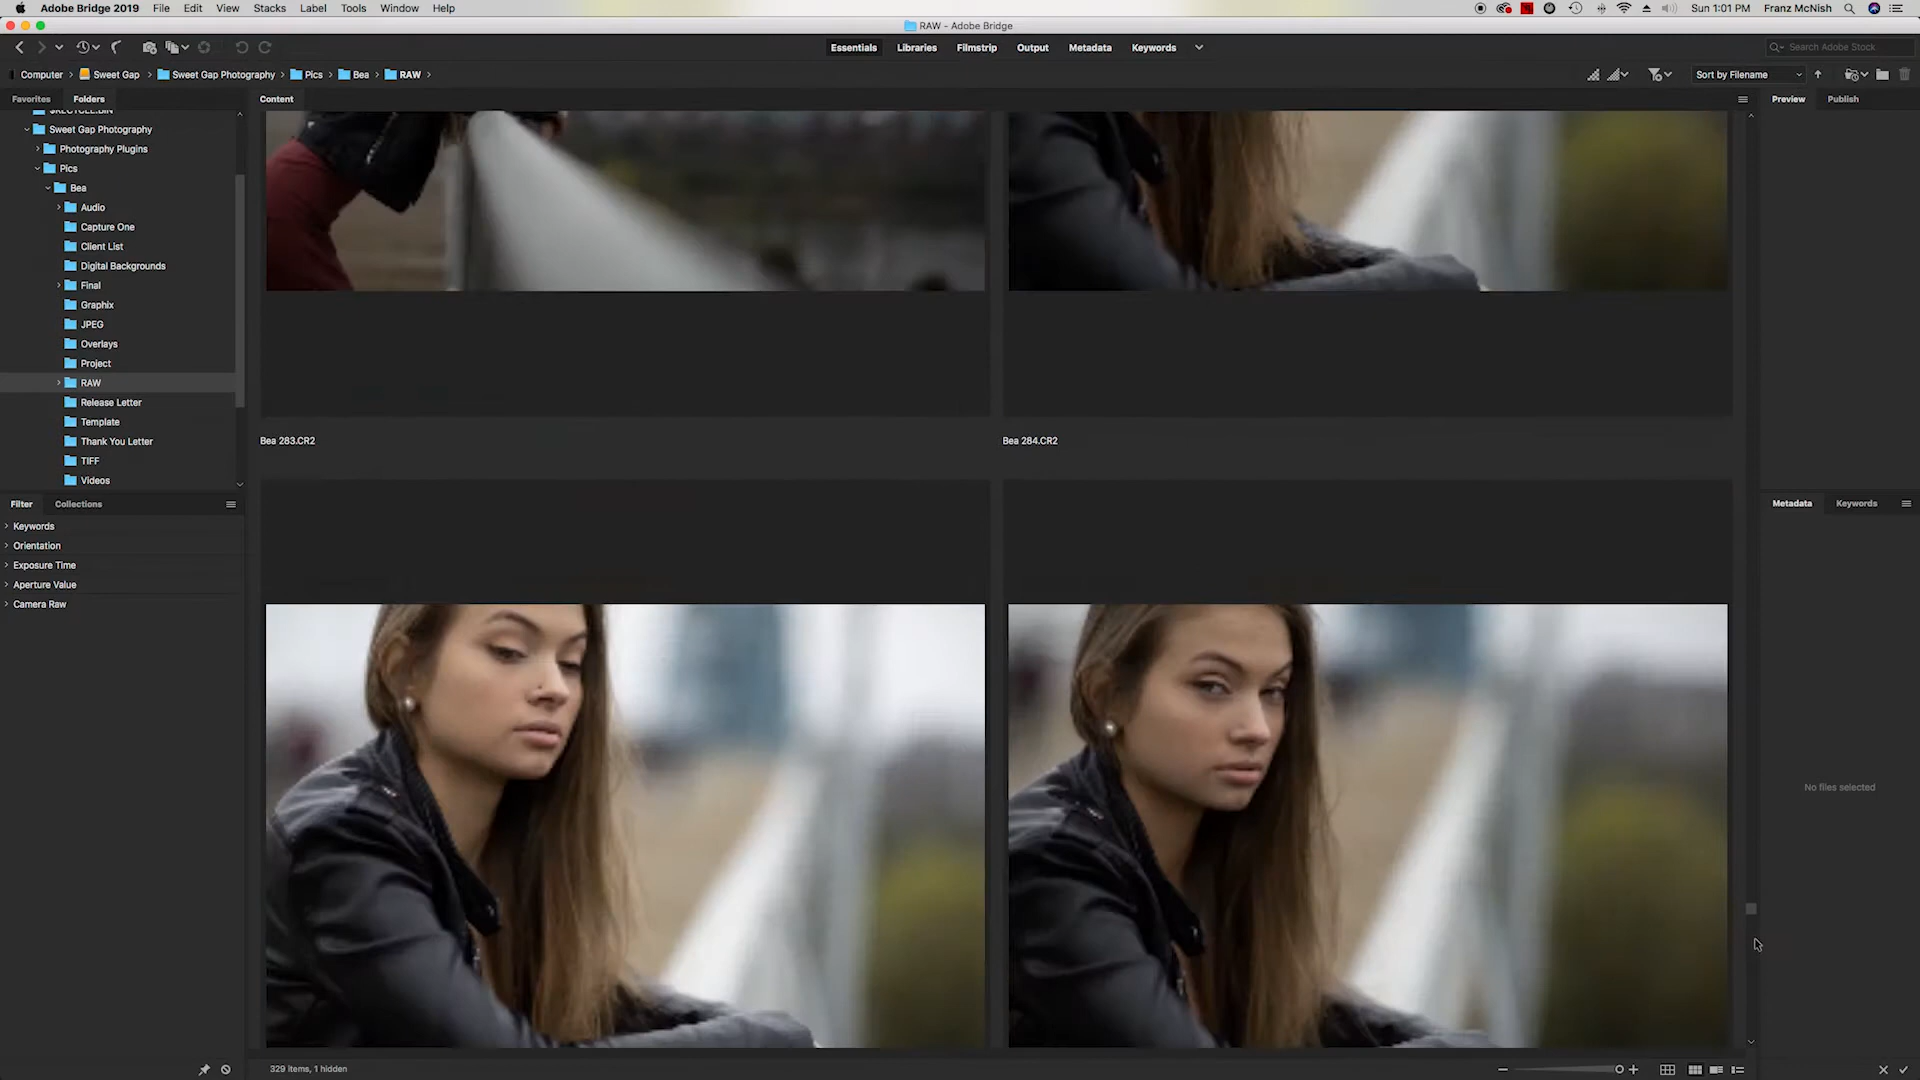 Adobe Bridge 2019 File Edit View Stacks Label Tools Window Help Sun 1:01 PM Franz McNish
RAW - Adobe Bridge
Essentials Libraries Filmstrip Output Metadata Keywords Search Adobe Stock
Computer Sweet Gap Sweet Gap Photography Pics Bea RAW Sort by Filename
Favorites Folders Content Preview Publish
$RECYCLE.BIN
Sweet Gap Photography
Photography Plugins
Pics
Bea
Audio
Capture One
Client List
Digital Backgrounds
Final
Graphix
JPEG
Overlays
Project
RAW
Release Letter
Template
Thank You Letter
TIFF
Videos
Bea 283.CR2 Bea 284.CR2
Filter Collections
Keywords
Orientation
Exposure Time
Aperture Value
Camera Raw
Metadata Keywords
No files selected
329 items, 1 hidden